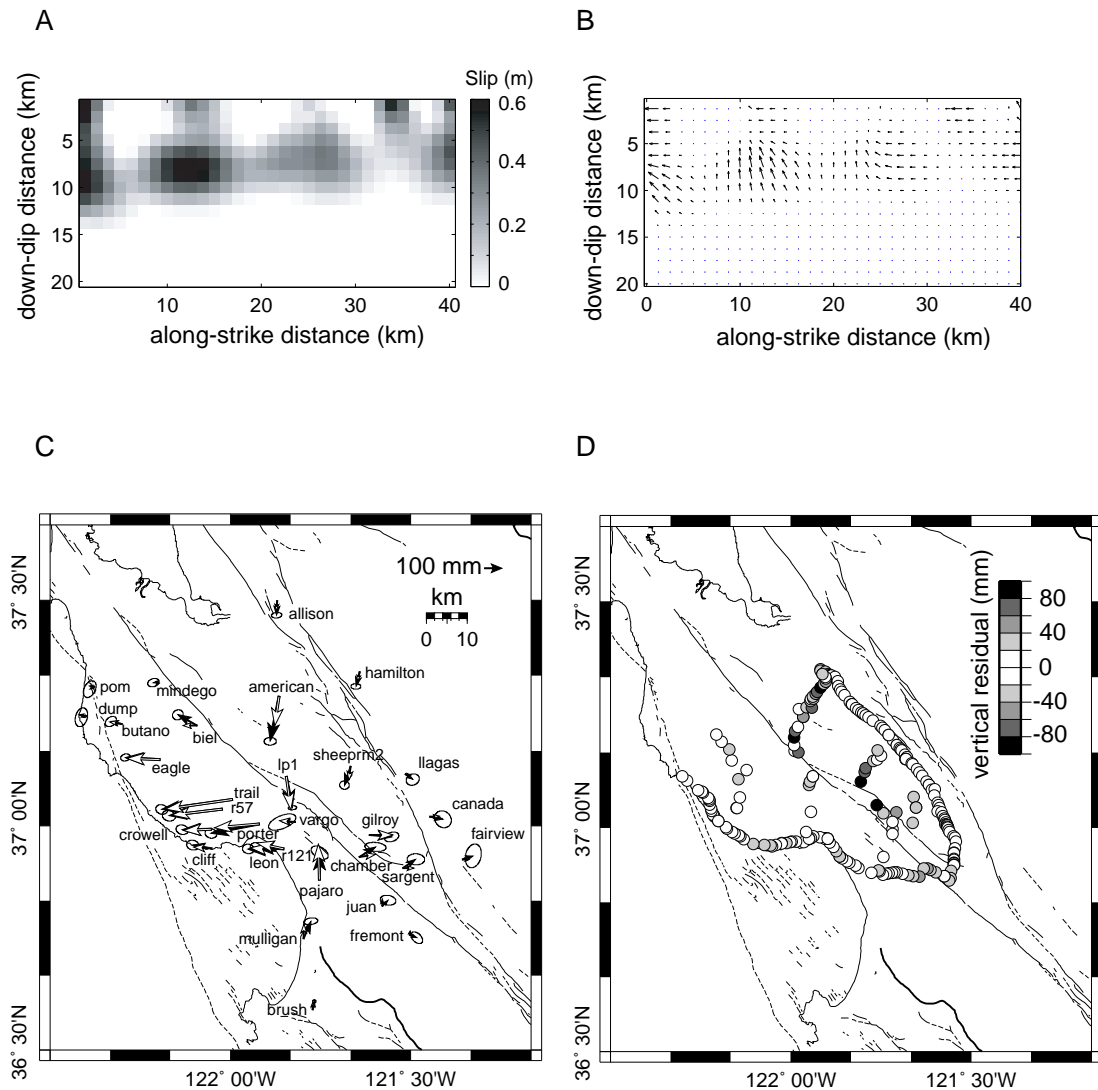 A
B
Slip (m)
down-dip distance (km)
5
10
15
20
10
20
30
40
along-strike distance (km)
0.6
0.4
0.2
0
down-dip distance (km)
5
10
15
20
0
10
20
30
40
along-strike distance (km)
C
D
37° 30'N
37° 00'N
36° 30'N
122° 00'W
121° 30'W
100 mm
km
0
10
allison
hamilton
american
pom
mindego
dump
butano
biel
eagle
sheeprm2
lp1
llagas
trail
r57
canada
vargo
gilroy
crowell
porter
fairview
cliff
leon
r121
chamber
sargent
pajaro
juan
mulligan
fremont
brush
37° 30'N
37° 00'N
36° 30'N
122° 00'W
121° 30'W
vertical residual (mm)
80
40
0
-40
-80